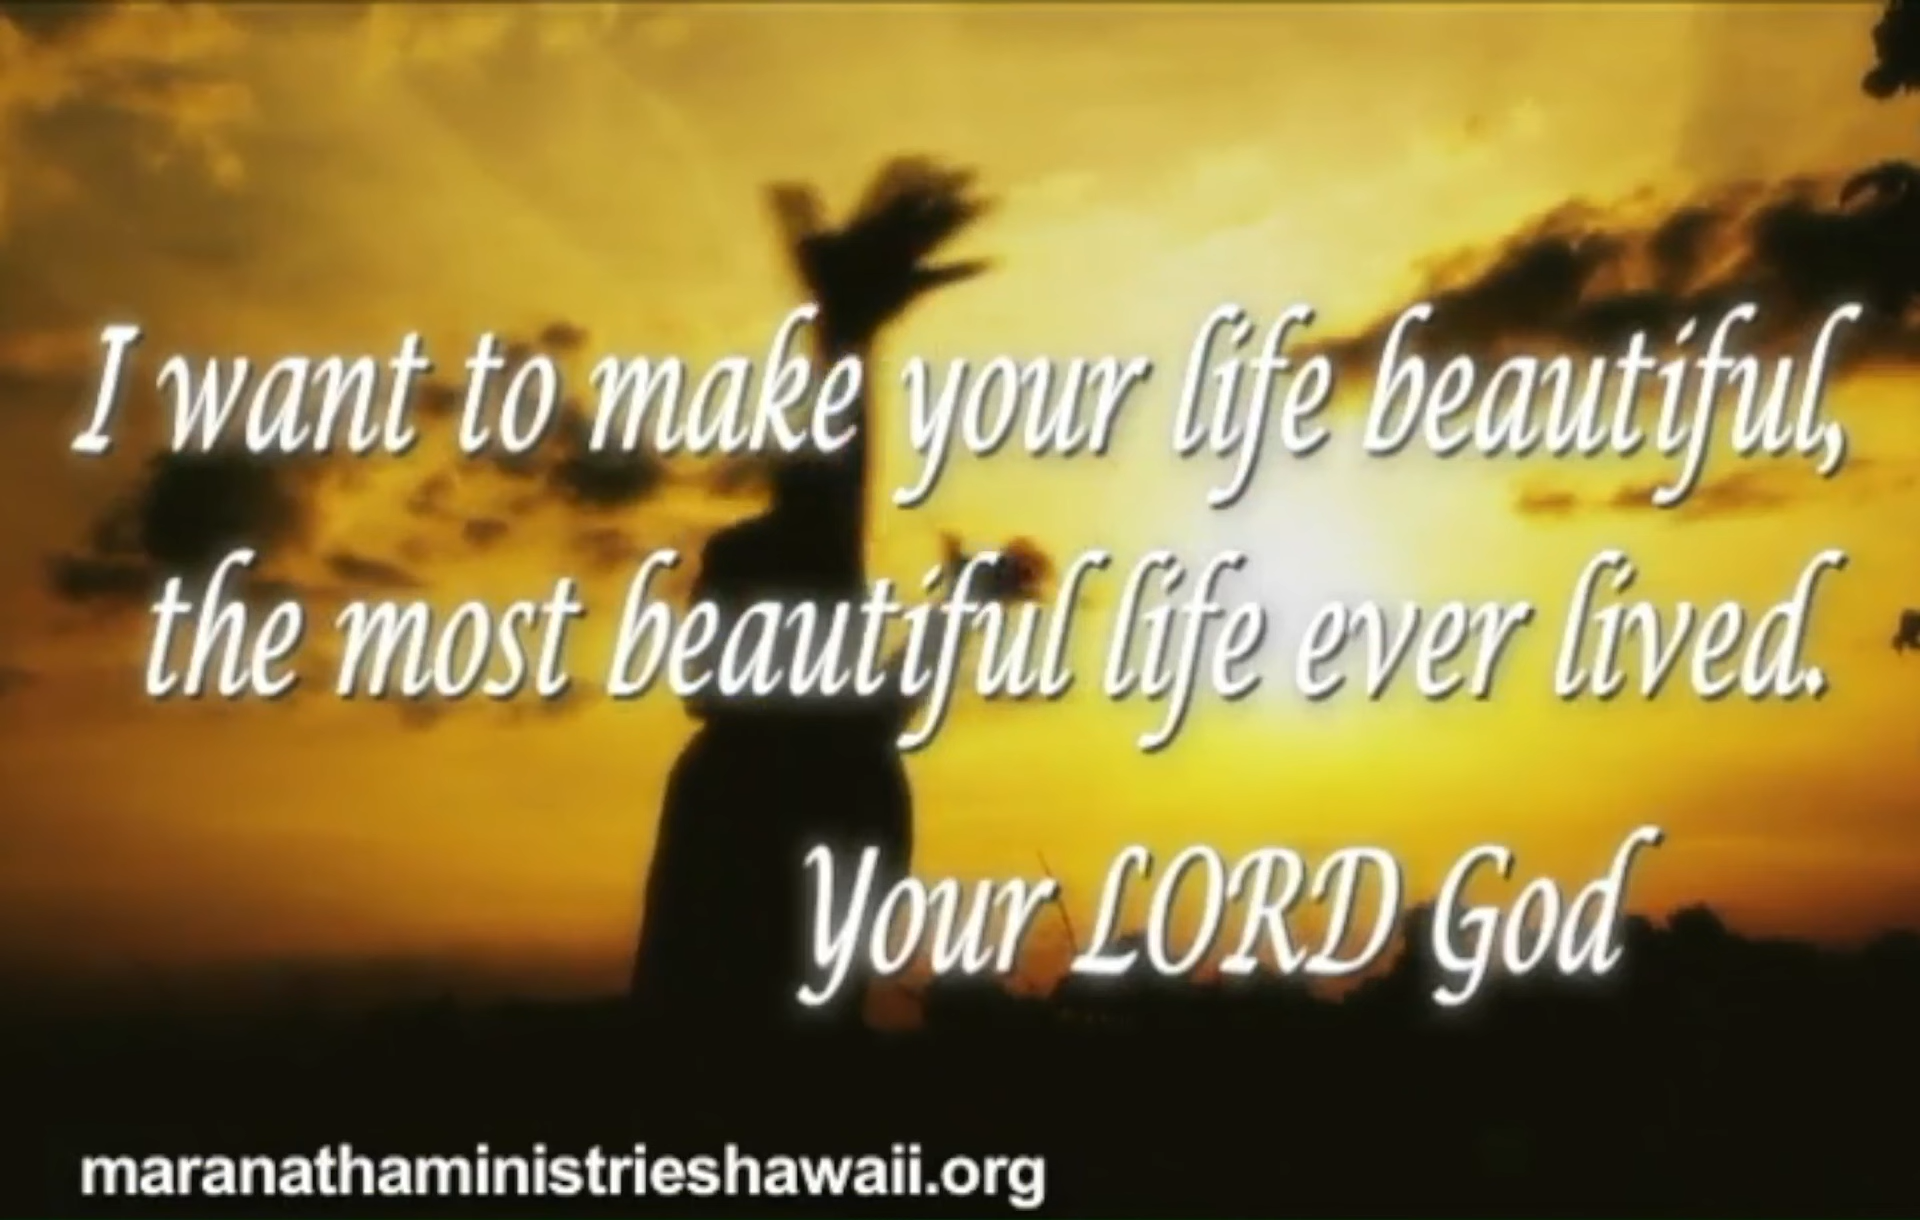 I want to make your life beautiful,
the most beautiful life ever lived.
Your LORD God
maranathaministrieshawaii.org